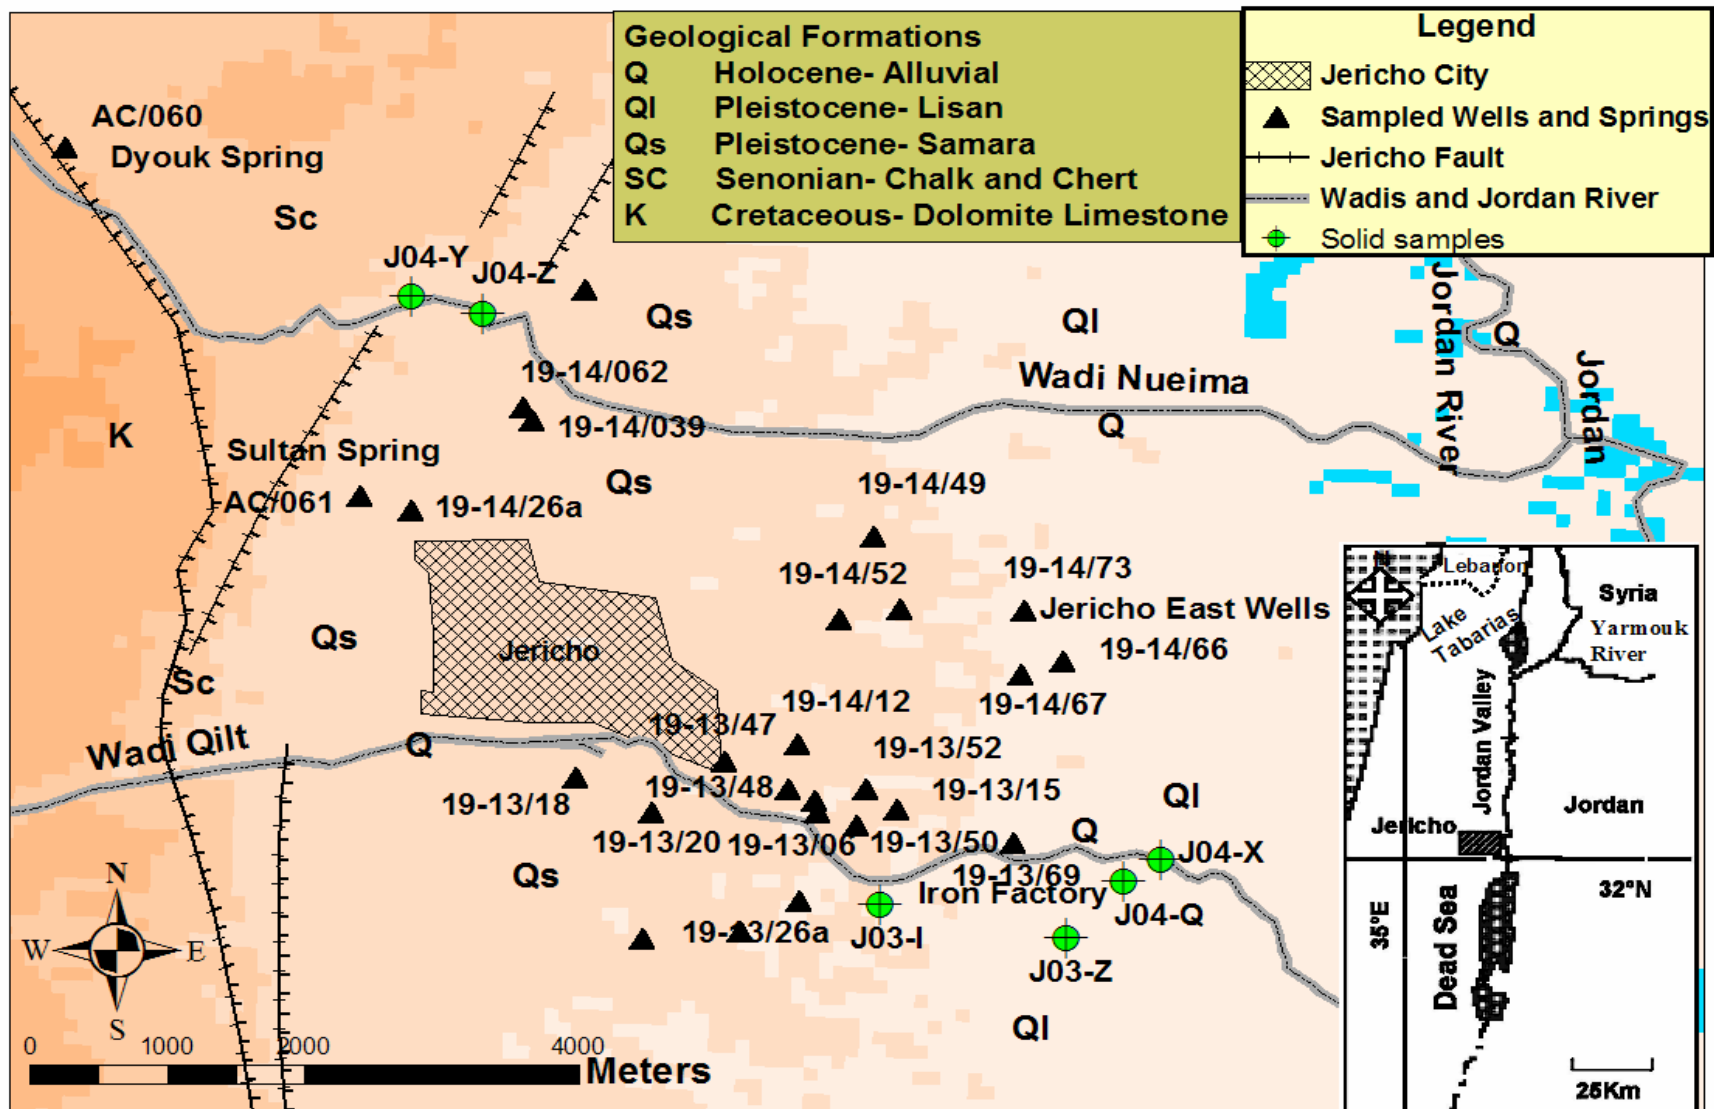 Geological Formations
Q Holocene- Alluvial
Ql Pleistocene- Lisan
Qs Pleistocene- Samara
SC Senonian- Chalk and Chert
K Cretaceous- Dolomite Limestone
Legend
Jericho City
Sampled Wells and Springs
Jericho Fault
Wadis and Jordan River
Solid samples
AC/060
Dyouk Spring
Sc
J04-Y
J04-Z
Qs
Ql
Jordan River
Q
Jordan
19-14/062
Wadi Nueima
19-14/039
Q
K
Sultan Spring
AC/061
19-14/26a
Qs
19-14/49
19-14/52
19-14/73
Jericho East Wells
19-14/66
19-14/67
Qs
Jericho
Sc
19-14/12
19-13/47
19-13/52
Wadi Qilt
Q
19-13/18
19-13/48
19-13/15
Ql
19-13/20
19-13/06
19-13/50
Q
J04-X
19-13/69
Iron Factory
J04-Q
Qs
19-13/26a
J03-I
J03-Z
Ql
N
W
E
S
0 1000 2000 4000
Meters
Lebanon
Syria
Lake
Tabarias
Yarmouk
River
Jordan Valley
Jordan
Jericho
32°N
35°E
Dead Sea
25Km